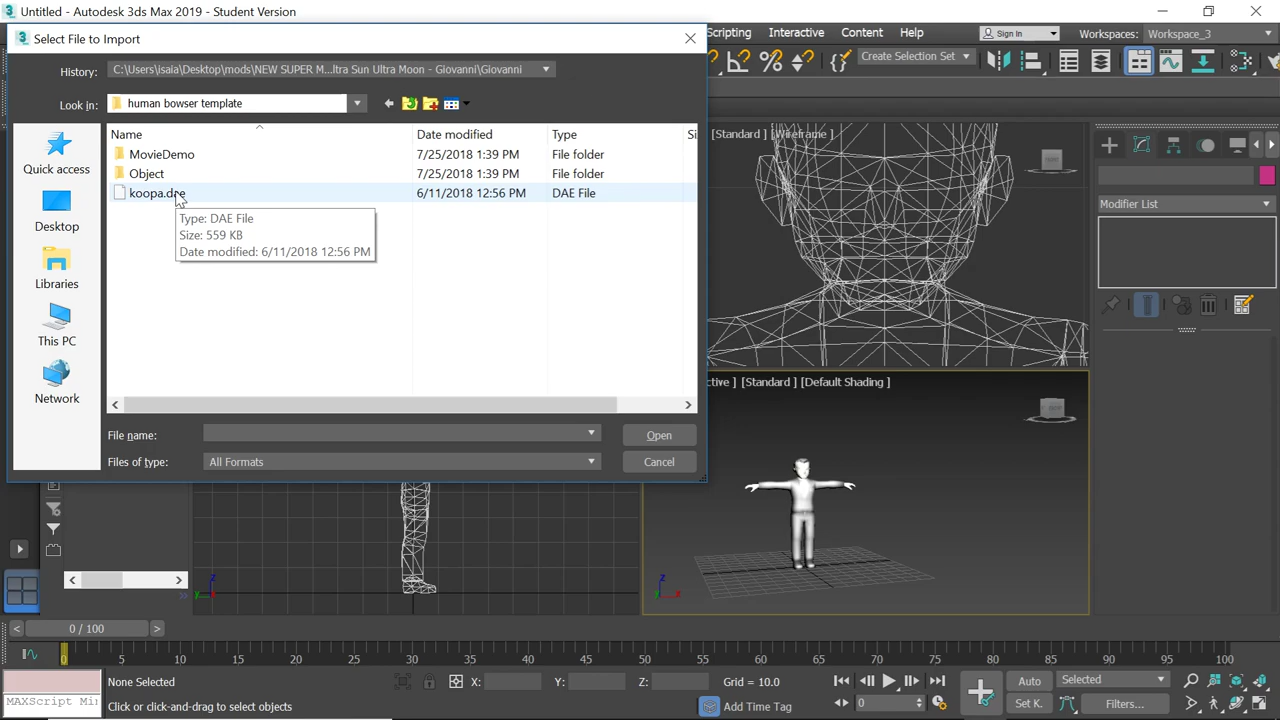 Untitled - Autodesk 3ds Max 2019 - Student Version
Select File to Import
Scripting Interactive Content Help Sign In Workspaces: Workspace_3
History: C:\Users\isaia\Desktop\mods\NEW SUPER M...ltra Sun Ultra Moon - Giovanni\Giovanni
Create Selection Set
Look in: human bowser template
Name Date modified Type Si
[Standard ] [Wireframe ]
MovieDemo 7/25/2018 1:39 PM File folder
Object 7/25/2018 1:39 PM File folder
koopa.dae 6/11/2018 12:56 PM DAE File
Type: DAE File
Size: 559 KB
Date modified: 6/11/2018 12:56 PM
Quick access
Desktop
Libraries
This PC
Network
Modifier List
File name: Open
Files of type: All Formats Cancel
ctive ] [Standard ] [Default Shading ]
z
y x
z
x
0 / 100
0 5 10 15 20 25 30 35 40 45 50 55 60 65 70 75 80 85 90 95 100
None Selected X: Y: Z: Grid = 10.0 Auto Selected
MAXScript Mi Click or click-and-drag to select objects Add Time Tag 0 Set K. Filters...